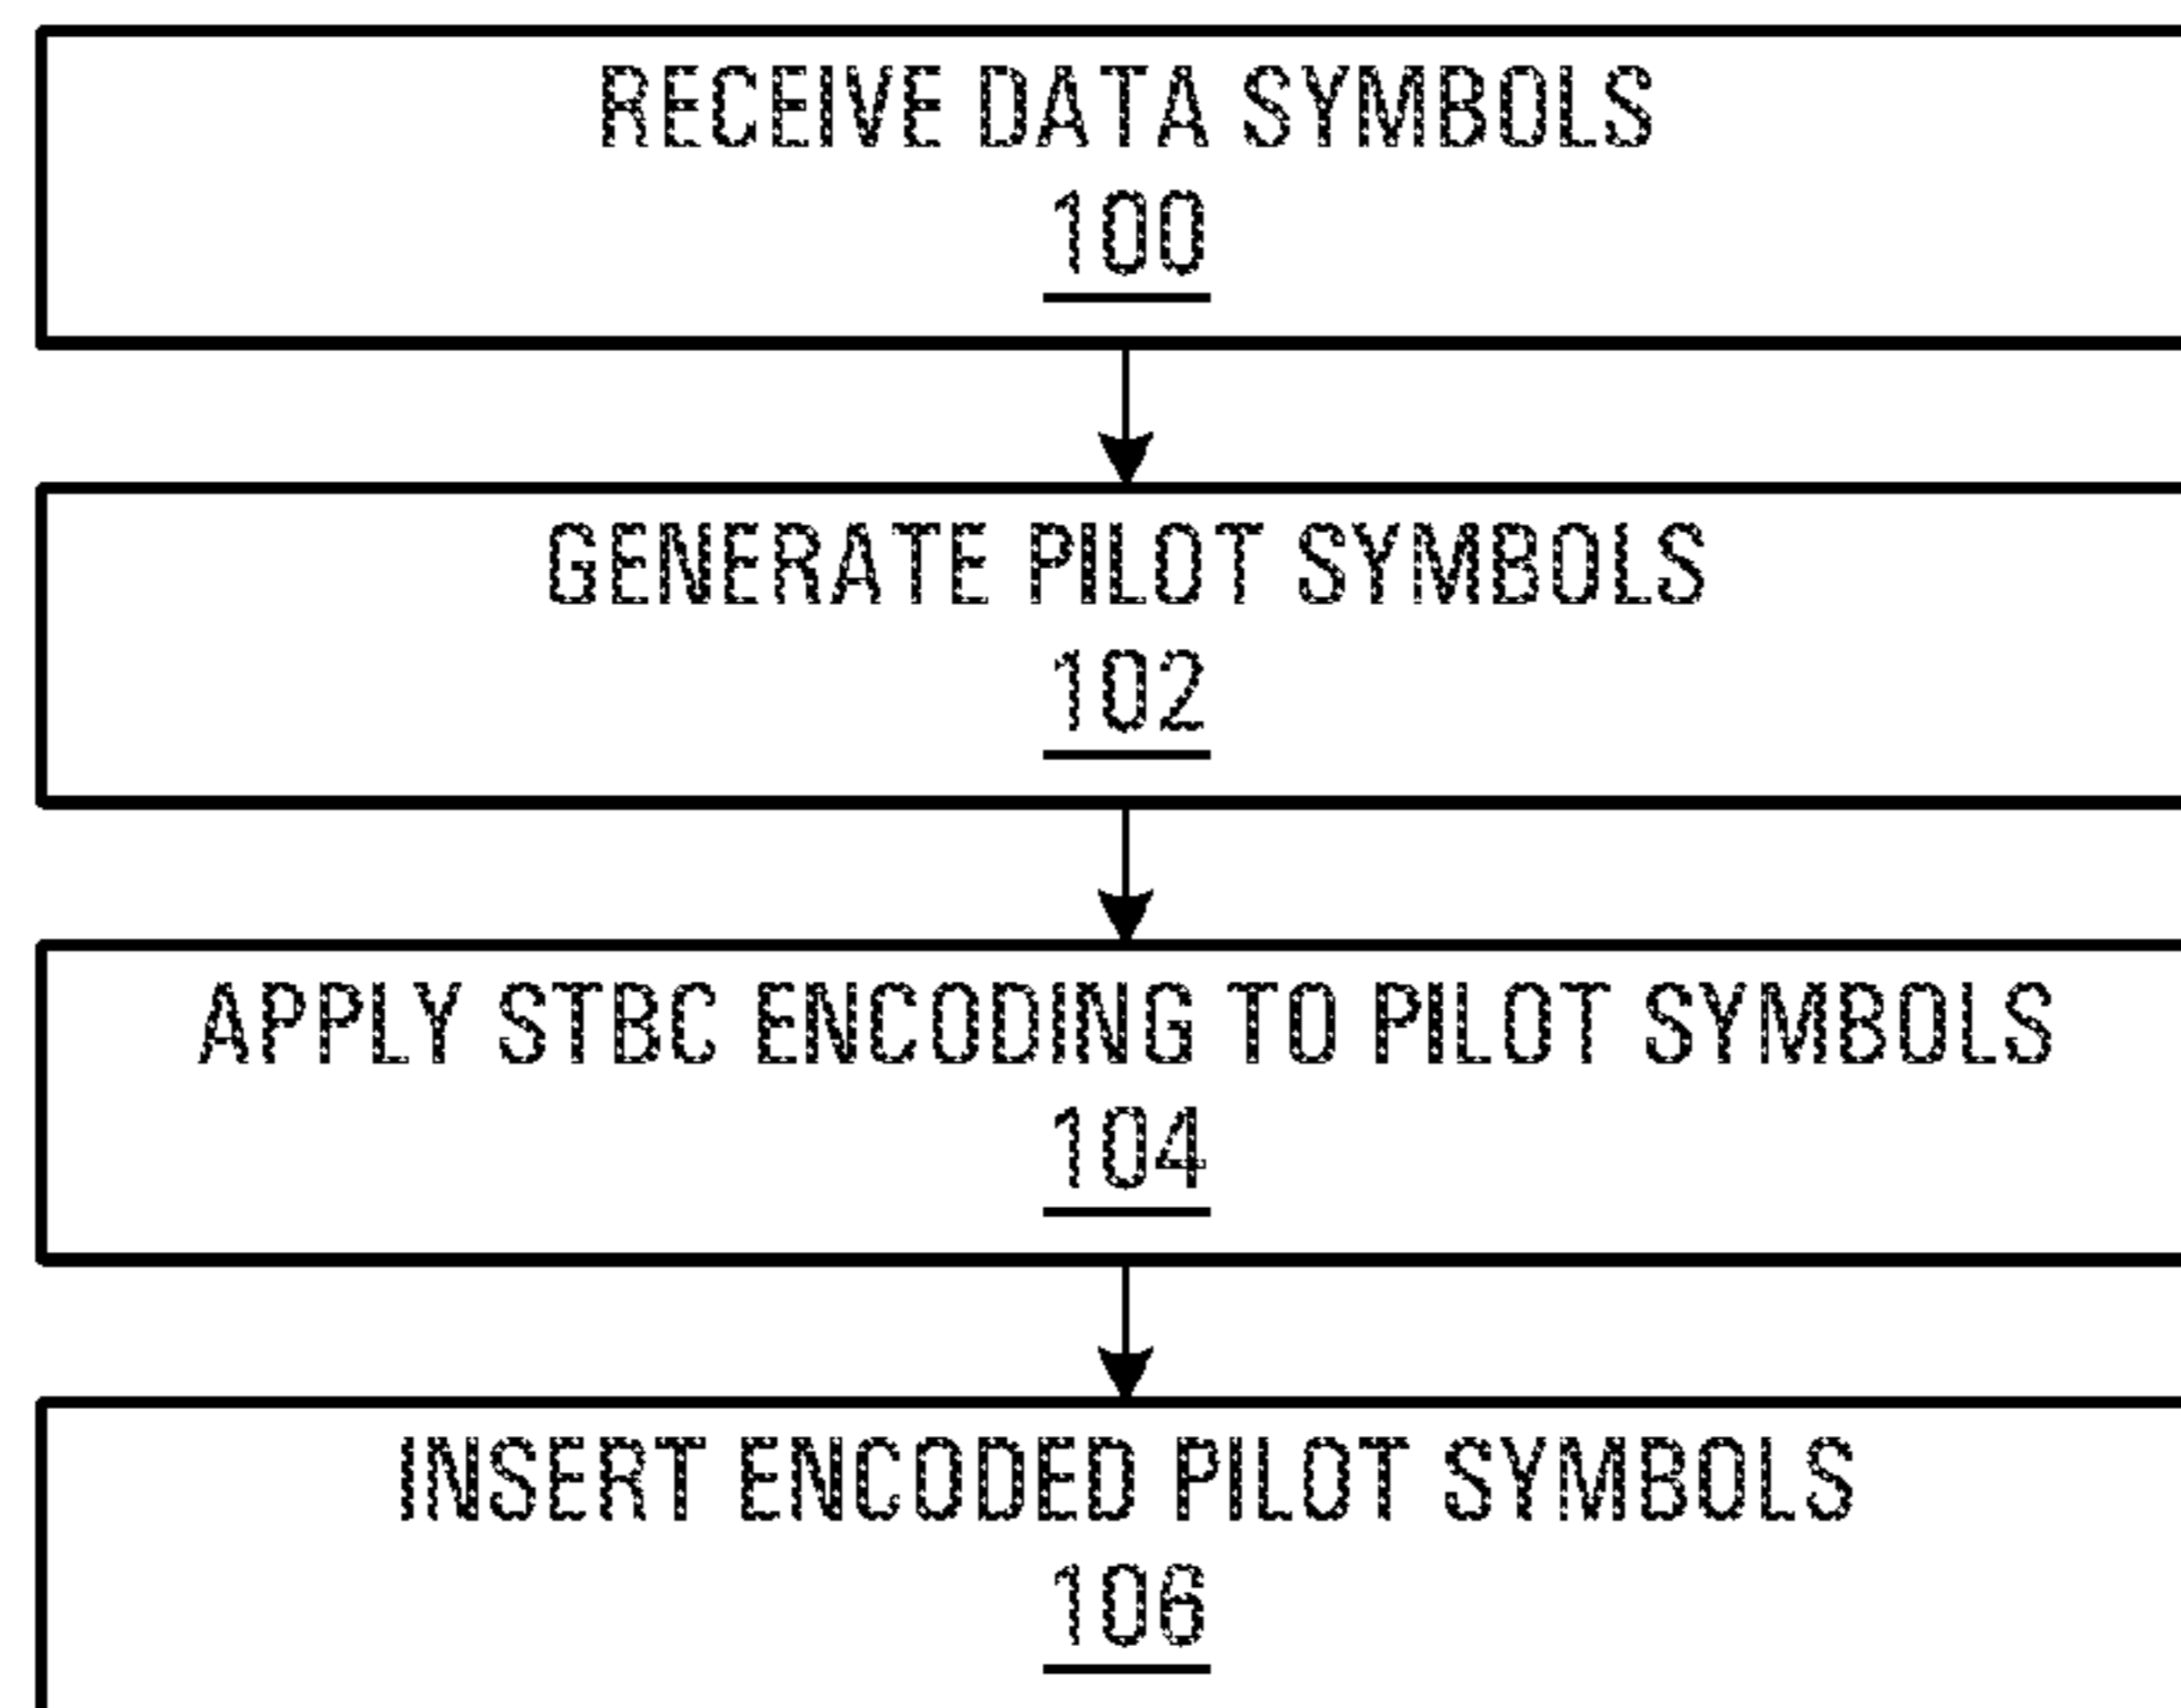 RECEIVE DATA SYMBOLS
100
GENERATE PILOT SYMBOLS
102
APPLY STBC ENCODING TO PILOT SYMBOLS
104
INSERT ENCODED PILOT SYMBOLS
106